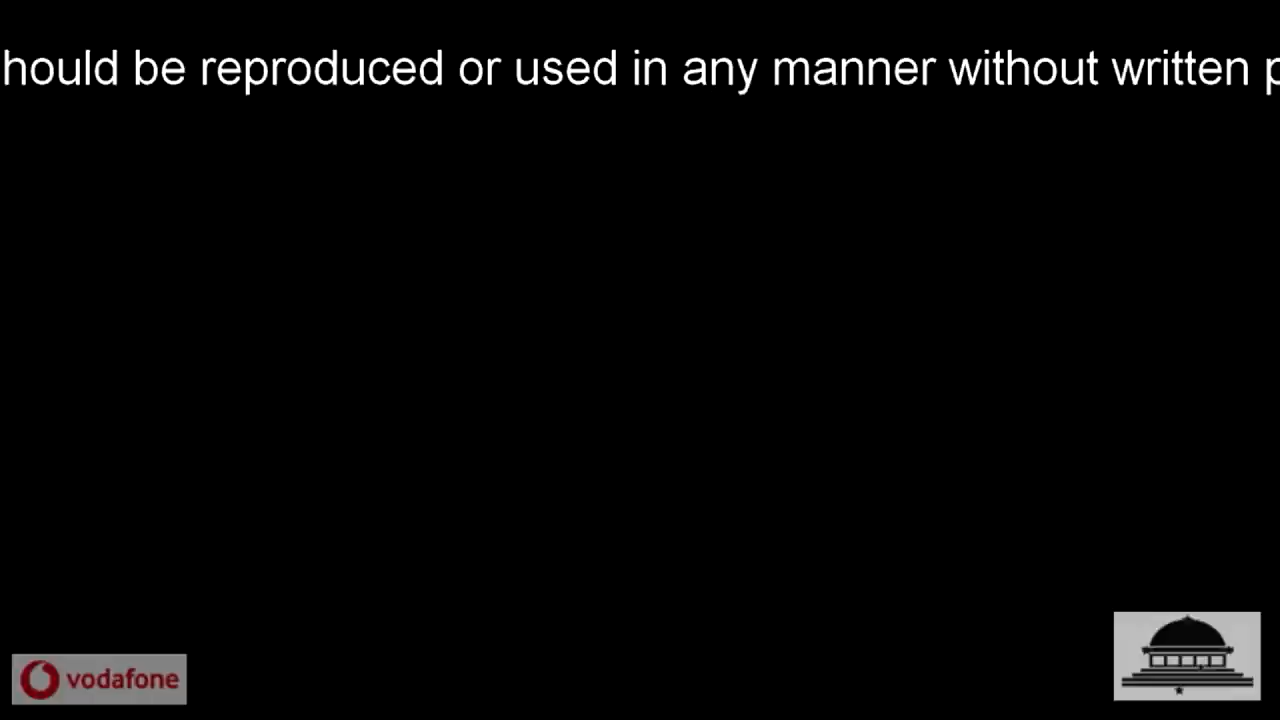 hould be reproduced or used in any manner without written p
vodafone